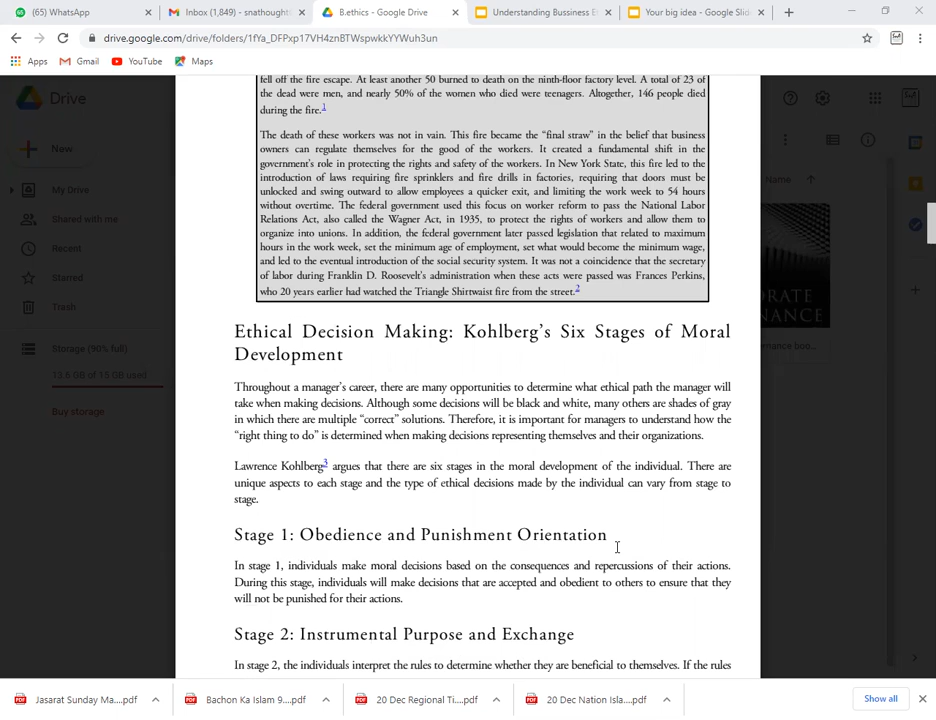 (65) WhatsApp
Inbox (1,849) - snathought
B.ethics - Google Drive
Understanding Bussiness Et
Your big idea - Google Slid
drive.google.com/drive/folders/1fYa_DFPxp17VH4znBTWspwkkYYWuh3un
Apps
Gmail
YouTube
Maps
Drive
New
My Drive
Shared with me
Recent
Starred
Trash
Storage (90% full)
13.6 GB of 15 GB used
Buy storage
Name
fell off the fire escape. At least another 50 burned to death on the ninth-floor factory level. A total of 23 of
the dead were men, and nearly 50% of the women who died were teenagers. Altogether, 146 people died
during the fire.1
The death of these workers was not in vain. This fire became the “final straw” in the belief that business
owners can regulate themselves for the good of the workers. It created a fundamental shift in the
government’s role in protecting the rights and safety of the workers. In New York State, this fire led to the
introduction of laws requiring fire sprinklers and fire drills in factories, requiring that doors must be
unlocked and swing outward to allow employees a quicker exit, and limiting the work week to 54 hours
without overtime. The federal government used this focus on worker reform to pass the National Labor
Relations Act, also called the Wagner Act, in 1935, to protect the rights of workers and allow them to
organize into unions. In addition, the federal government later passed legislation that related to maximum
hours in the work week, set the minimum age of employment, set what would become the minimum wage,
and led to the eventual introduction of the social security system. It was not a coincidence that the secretary
of labor during Franklin D. Roosevelt’s administration when these acts were passed was Frances Perkins,
who 20 years earlier had watched the Triangle Shirtwaist fire from the street.2
Ethical Decision Making: Kohlberg’s Six Stages of Moral
Development
Throughout a manager’s career, there are many opportunities to determine what ethical path the manager will
take when making decisions. Although some decisions will be black and white, many others are shades of gray
in which there are multiple “correct” solutions. Therefore, it is important for managers to understand how the
“right thing to do” is determined when making decisions representing themselves and their organizations.
Lawrence Kohlberg3 argues that there are six stages in the moral development of the individual. There are
unique aspects to each stage and the type of ethical decisions made by the individual can vary from stage to
stage.
Stage 1: Obedience and Punishment Orientation
In stage 1, individuals make moral decisions based on the consequences and repercussions of their actions.
During this stage, individuals will make decisions that are accepted and obedient to others to ensure that they
will not be punished for their actions.
Stage 2: Instrumental Purpose and Exchange
In stage 2, the individuals interpret the rules to determine whether they are beneficial to themselves. If the rules
Jasarat Sunday Ma....pdf
Bachon Ka Islam 9....pdf
20 Dec Regional Ti....pdf
20 Dec Nation Isla....pdf
Show all